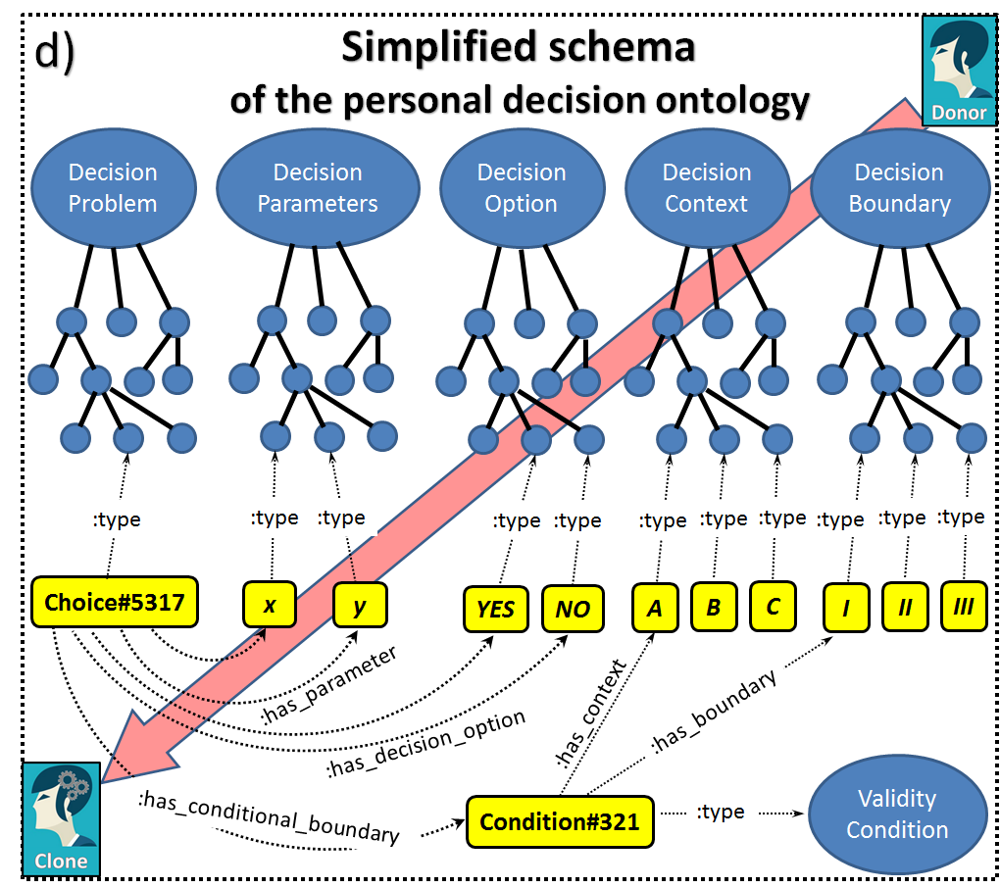 d)
Simplified schema
of the personal decision ontology
Donor
Decision
Problem
Decision
Parameters
Decision
Option
Decision
Context
Decision
Boundary
:type
:type
:type
:type
:type
:type
:type
:type
:type
:type
:type
Choice#5317
x
y
YES
NO
A
B
C
I
II
III
:has_parameter
:has_decision_option
:has_context
:has_boundary
:has_conditional_boundary
Condition#321
:type
Validity
Condition
Clone